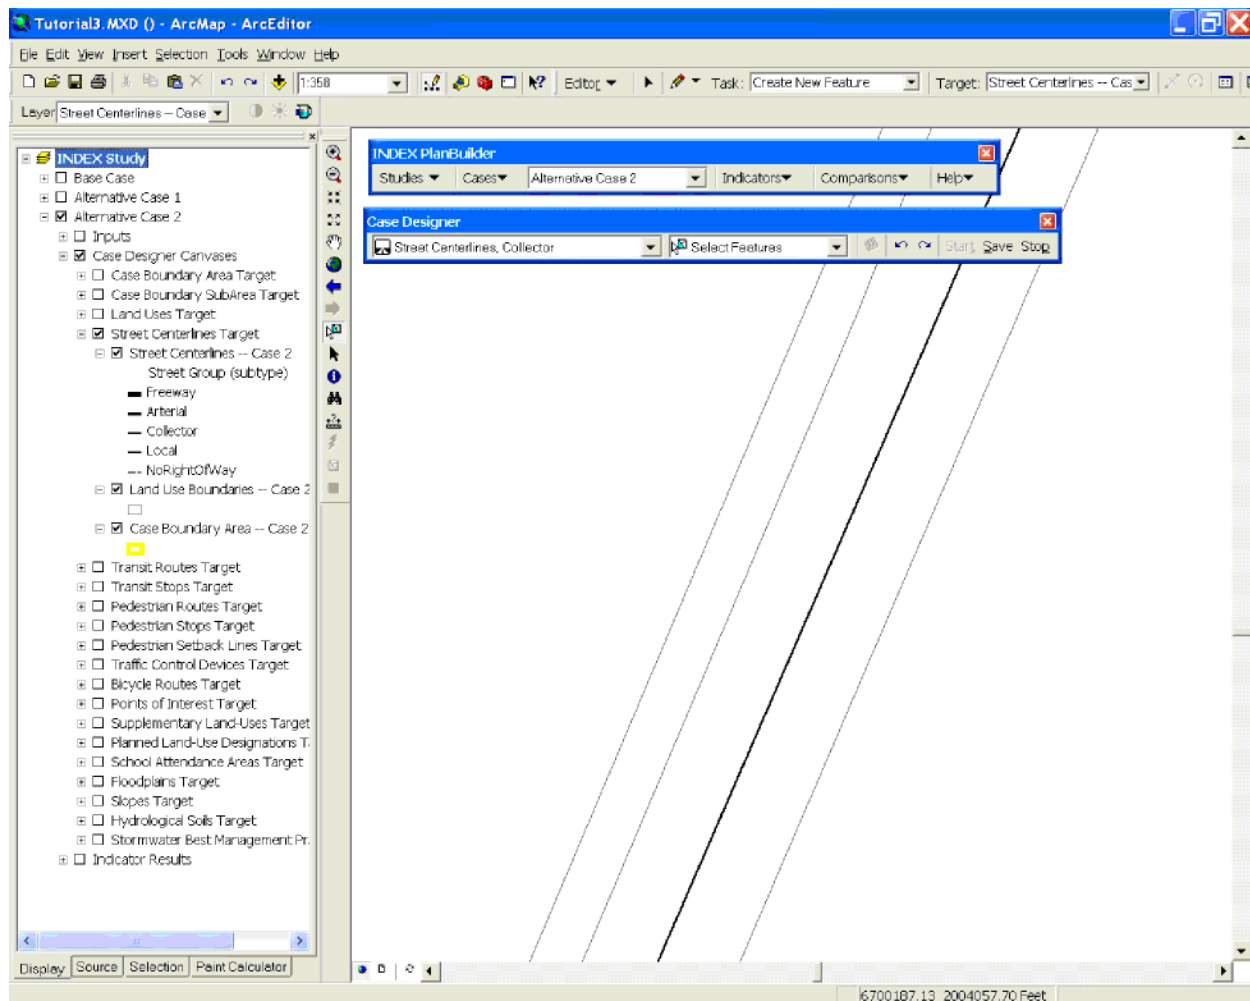 Tutorial3.MXD () - ArcMap - ArcEditor
File Edit View Insert Selection Tools Window Help
1:358
Editor
Task: Create New Feature
Target: Street Centerlines -- Cas
Layer Street Centerlines -- Case
INDEX Study
Base Case
Alternative Case 1
Alternative Case 2
Inputs
Case Designer Canvases
Case Boundary Area Target
Case Boundary SubArea Target
Land Uses Target
Street Centerlines Target
Street Centerlines -- Case 2
Street Group (subtype)
Freeway
Arterial
Collector
Local
NoRightOfWay
Land Use Boundaries -- Case 2
Case Boundary Area -- Case 2
Transit Routes Target
Transit Stops Target
Pedestrian Routes Target
Pedestrian Stops Target
Pedestrian Setback Lines Target
Traffic Control Devices Target
Bicycle Routes Target
Points of Interest Target
Supplementary Land-Uses Target
Planned Land-Use Designations T
School Attendance Areas Target
Floodplains Target
Slopes Target
Hydrological Soils Target
Stormwater Best Management Pr
Indicator Results
Display Source Selection Paint Calculator
INDEX PlanBuilder
Studies Cases Alternative Case 2 Indicators Comparisons Help
Case Designer
Street Centerlines, Collector Select Features Start Save Stop
6700187.13 2004057.70 Feet